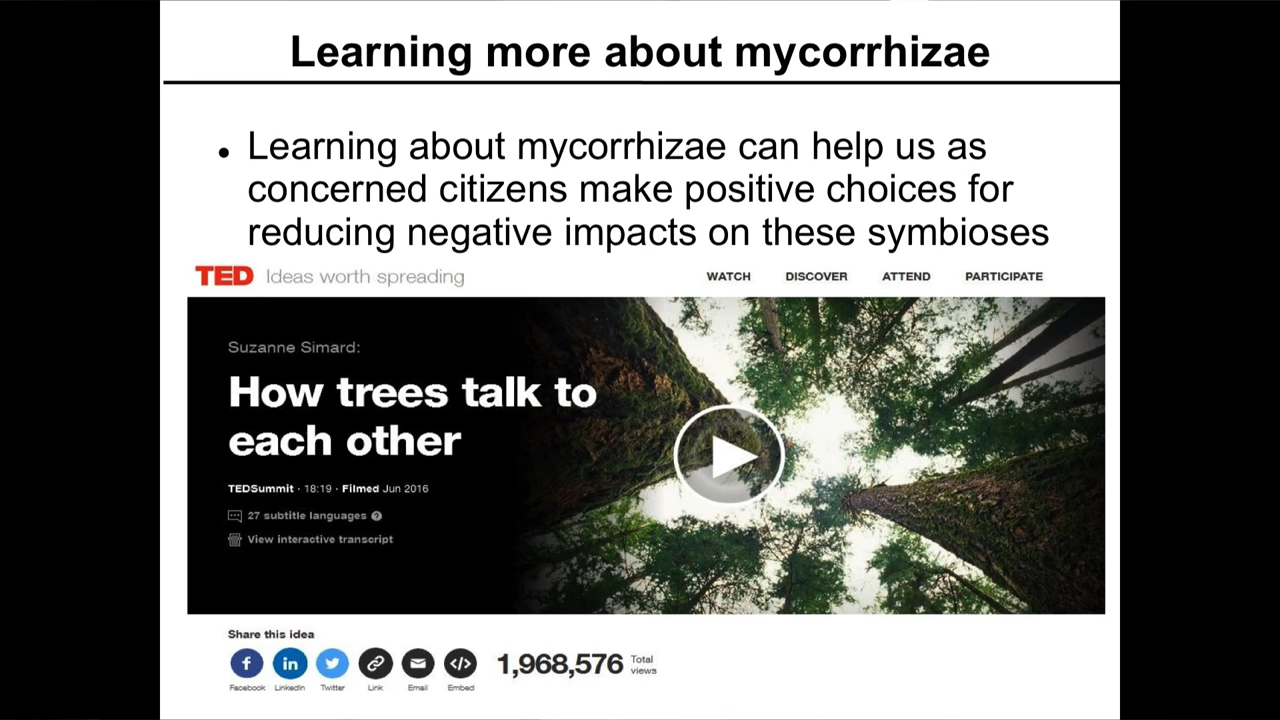 Learning more about mycorrhizae
• Learning about mycorrhizae can help us as
concerned citizens make positive choices for
reducing negative impacts on these symbioses
TED Ideas worth spreading WATCH DISCOVER ATTEND PARTICIPATE
Suzanne Simard:
How trees talk to
each other
TEDSummit · 18:19 · Filmed Jun 2016
27 subtitle languages ?
View interactive transcript
Share this idea
f in 1,968,576 Total
views
Facebook LinkedIn Twitter Link Email Embed